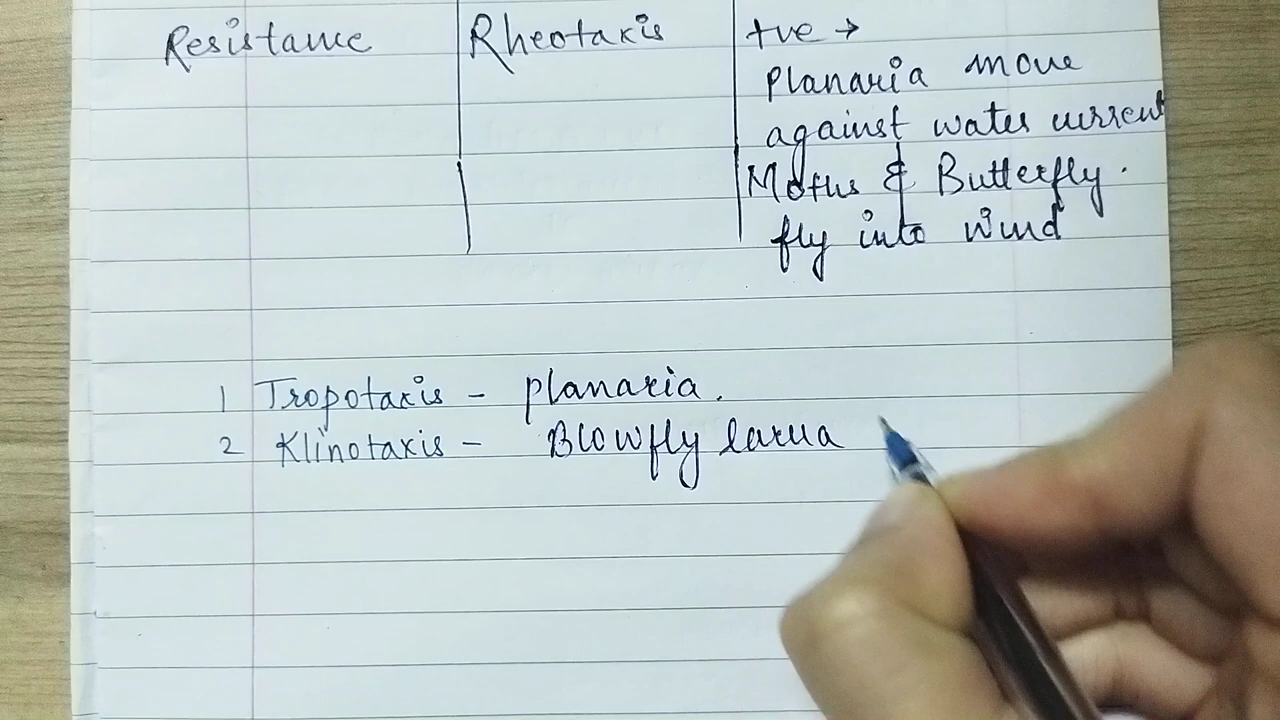 Resistance Rheotaxis +ve →
Planaria move
against water current
Moths & Butterfly.
fly into wind
1 Tropotaxis - planaria.
2 Klinotaxis - Blowfly larva